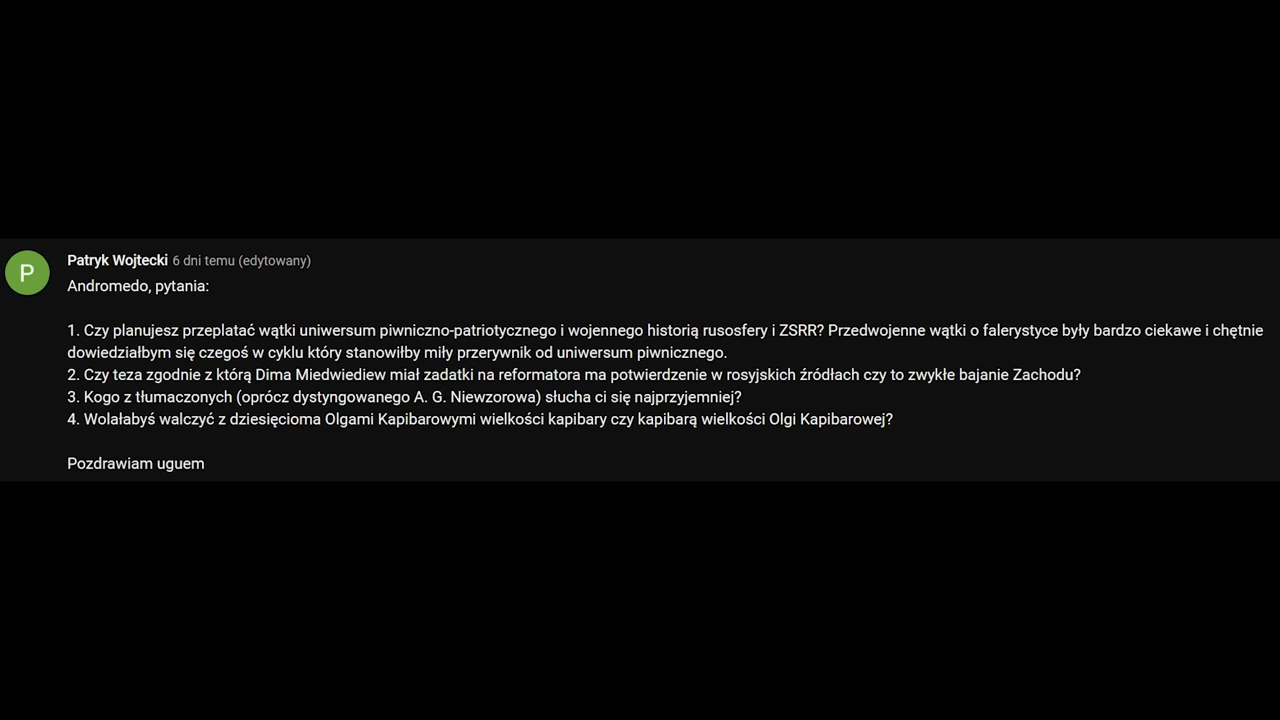 P
Patryk Wojtecki 6 dni temu (edytowany)
Andromedo, pytania:
1. Czy planujesz przeplatać wątki uniwersum piwniczno-patriotycznego i wojennego historią rusosfery i ZSRR? Przedwojenne wątki o falerystyce były bardzo ciekawe i chętnie
dowiedziałbym się czegoś w cyklu który stanowiłby miły przerywnik od uniwersum piwnicznego.
2. Czy teza zgodnie z którą Dima Miedwiediew miał zadatki na reformatora ma potwierdzenie w rosyjskich źródłach czy to zwykłe bajanie Zachodu?
3. Kogo z tłumaczonych (oprócz dystyngowanego A. G. Niewzorowa) słucha ci się najprzyjemniej?
4. Wolałabyś walczyć z dziesięcioma Olgami Kapibarowymi wielkości kapibary czy kapibarą wielkości Olgi Kapibarowej?
Pozdrawiam uguem